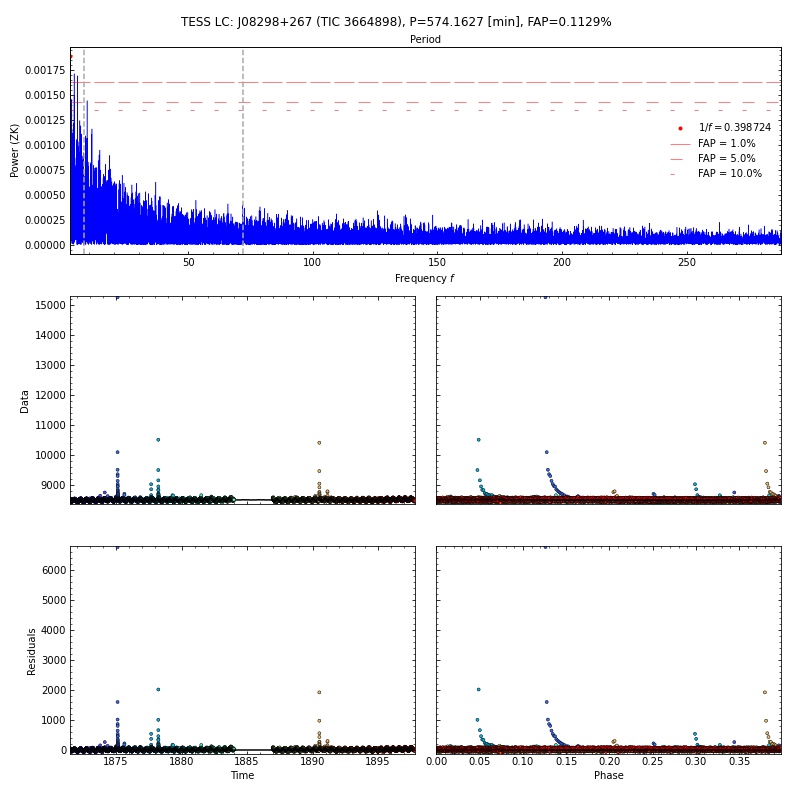 TESS LC: J08298+267 (TIC 3664898), P=574.1627 [min], FAP=0.1129%
Period
Power (ZK)
0.00175
0.00150
0.00125
0.00100
0.00075
0.00050
0.00025
0.00000
1/f = 0.398724
FAP = 1.0%
FAP = 5.0%
FAP = 10.0%
50 100 150 200 250
Frequency f
Data
15000
14000
13000
12000
11000
10000
9000
Residuals
6000
5000
4000
3000
2000
1000
0
1875 1880 1885 1890 1895
Time
0.00 0.05 0.10 0.15 0.20 0.25 0.30 0.35
Phase